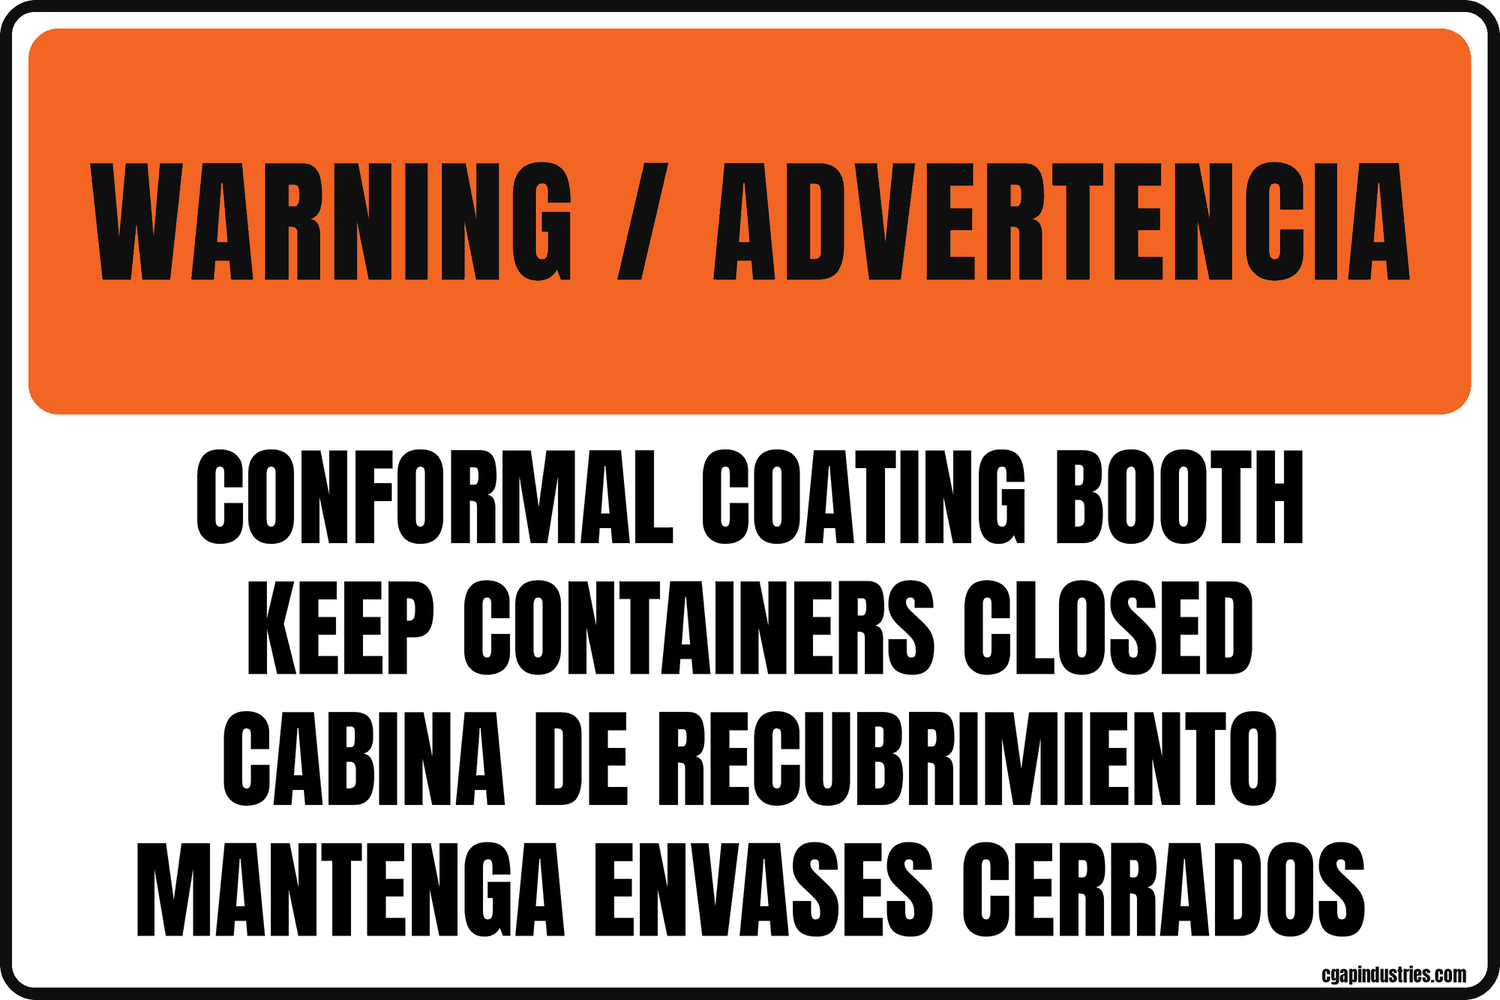 WARNING / ADVERTENCIA
CONFORMAL COATING BOOTH
KEEP CONTAINERS CLOSED
CABINA DE RECUBRIMIENTO
MANTENGA ENVASES CERRADOS
cgapindustries.com